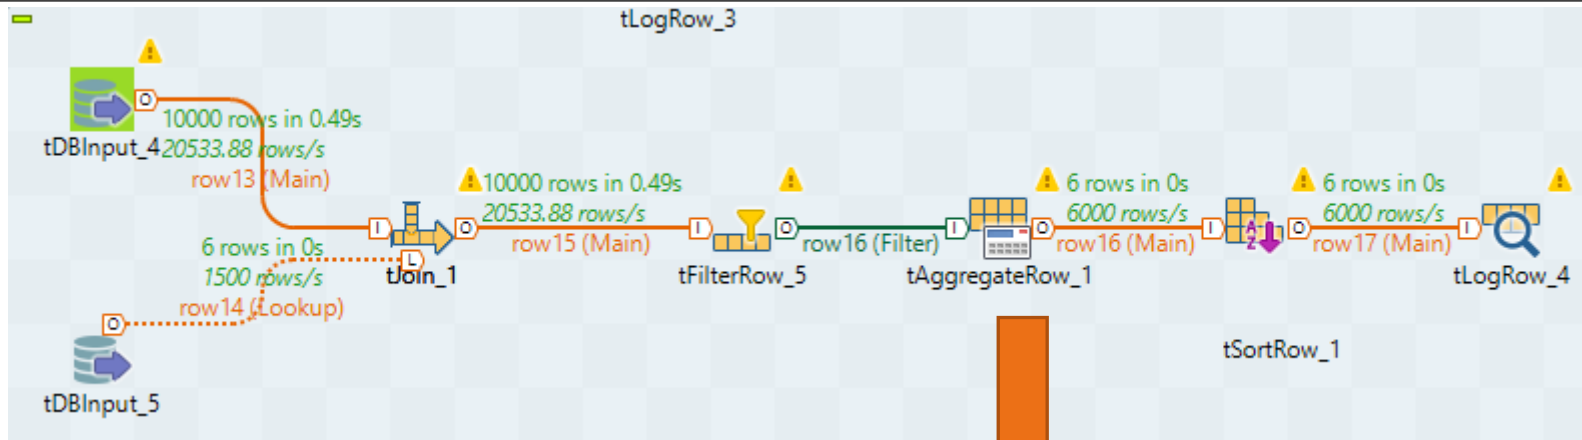 tLogRow_3
O
10000 rows in 0.49s
20533.88 rows/s
row13 (Main)
tDBInput_4
6 rows in 0s
1500 rows/s
row14 (Lookup)
O
tDBInput_5
I
L
O
tJoin_1
10000 rows in 0.49s
20533.88 rows/s
row15 (Main)
I
O
tFilterRow_5
row16 (Filter)
I
O
tAggregateRow_1
6 rows in 0s
6000 rows/s
row16 (Main)
I
A
Z
O
tSortRow_1
6 rows in 0s
6000 rows/s
row17 (Main)
I
tLogRow_4